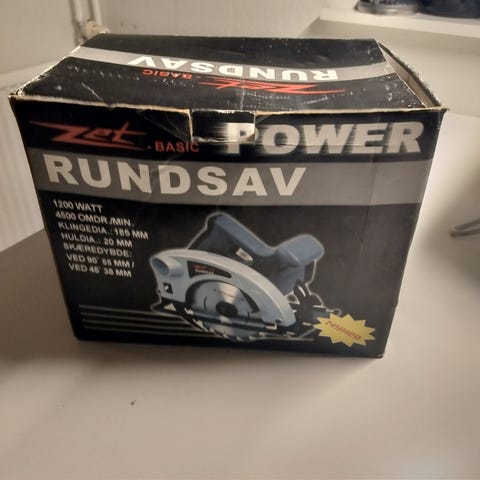 RUNDSAV
Zet - BASIC
Zet - BASIC POWER
RUNDSAV
1200 WATT
4500 OMDR./MIN.
KLINGEDIA.: 185 MM
HULDIA.: 20 MM
SKÆREDYBDE:
VED 90° 55 MM /
VED 45° 38 MM